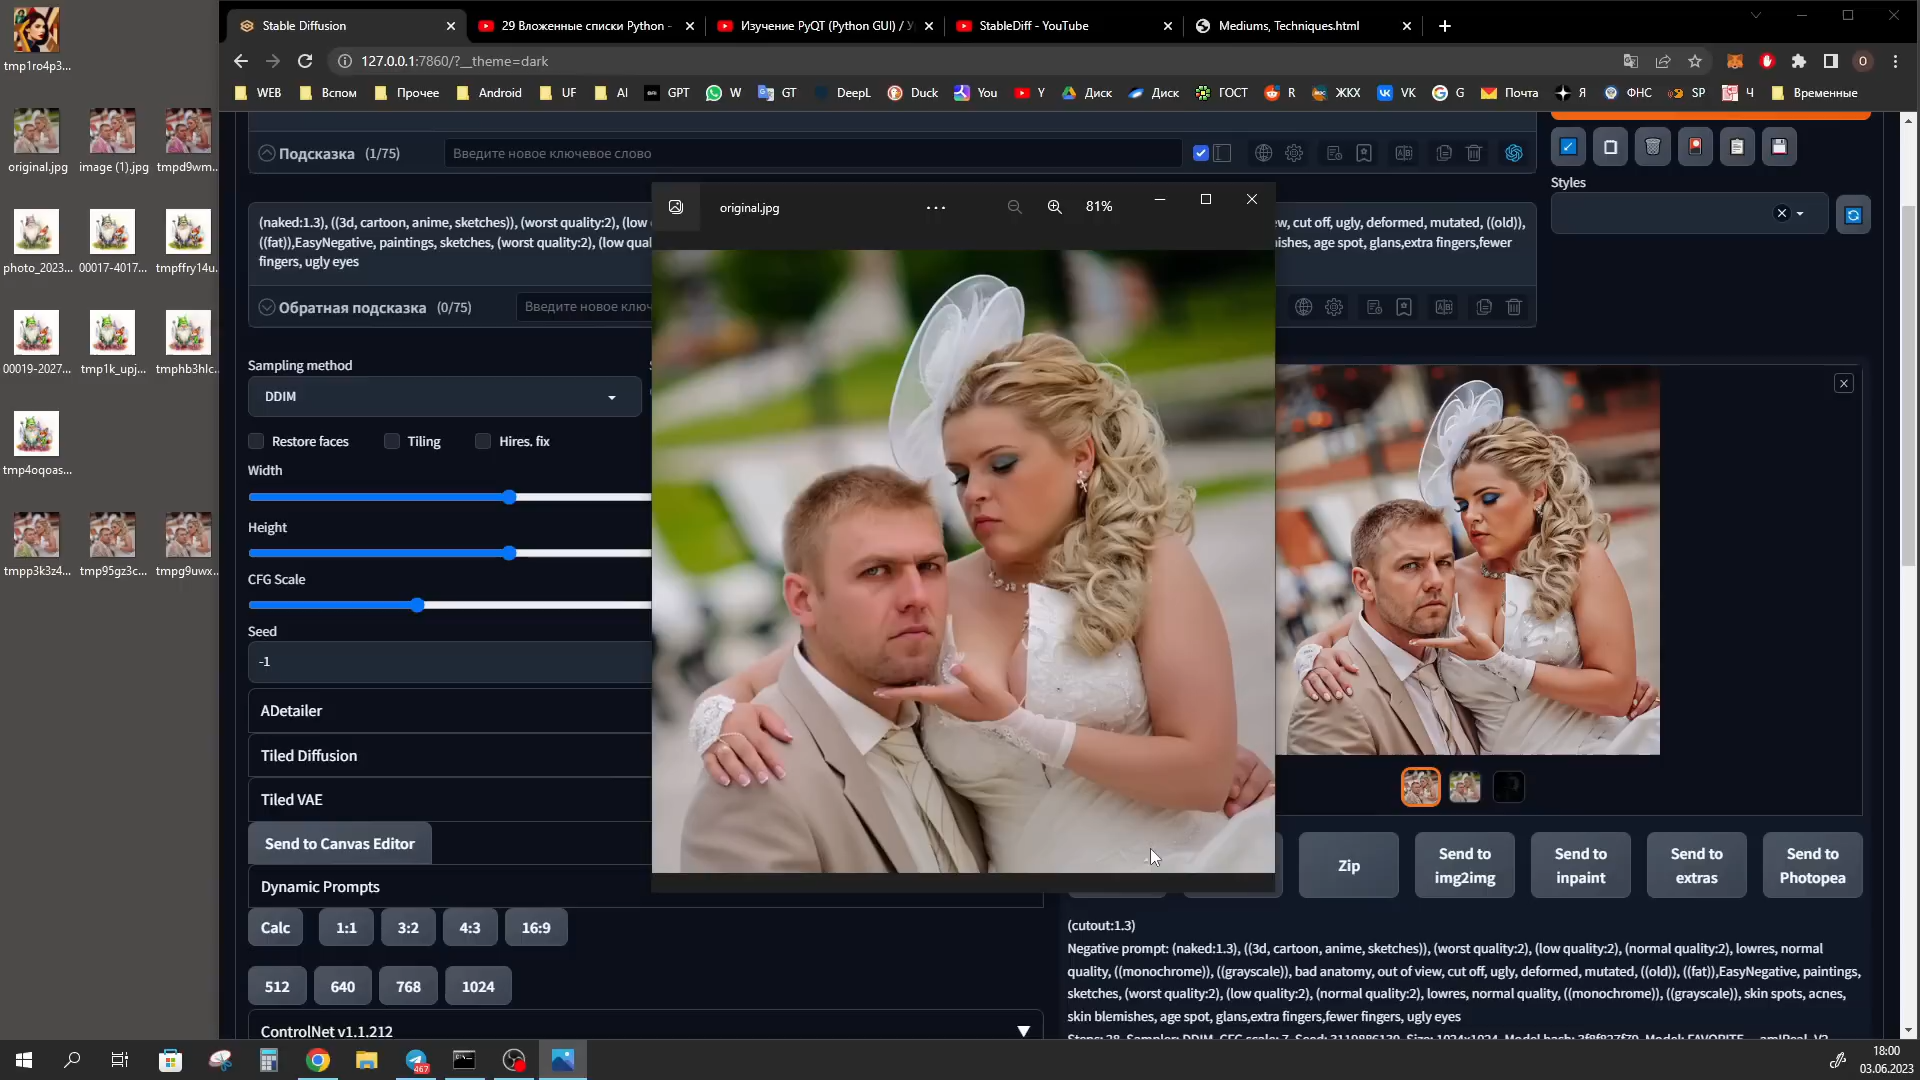 tmp1ro4p3...
original.jpg
image (1).jpg
tmpd9wm...
photo_2023...
00017-4017...
tmpffry14u...
00019-2027...
tmp1k_upj...
tmphb3hlc...
tmp4oqoas...
tmpp3k3z4...
tmp95gz3c...
tmpg9uwx...
Stable Diffusion
29 Вложенные списки Python -
Изучение PyQT (Python GUI) / У
StableDiff - YouTube
Mediums, Techniques.html
127.0.0.1:7860/?__theme=dark
O
WEB
Вспом
Прочее
Android
UF
AI
GPT
W
GT
DeepL
Duck
You
Y
Диск
Диск
ГОСТ
R
ЖКХ
VK
G
Почта
Я
ФНС
SP
Ч
Временные
Подсказка (1/75)
Введите новое ключевое слово
Styles
(naked:1.3), ((3d, cartoon, anime, sketches)), (worst quality:2), (low
w, cut off, ugly, deformed, mutated, ((old)),
((fat)),EasyNegative, paintings, sketches, (worst quality:2), (low qual
ishes, age spot, glans,extra fingers,fewer
fingers, ugly eyes
Обратная подсказка (0/75)
Введите новое клю
original.jpg
81%
Sampling method
DDIM
Restore faces
Tiling
Hires. fix
Width
Height
CFG Scale
Seed
-1
ADetailer
Tiled Diffusion
Tiled VAE
Send to Canvas Editor
Dynamic Prompts
Calc
1:1
3:2
4:3
16:9
512
640
768
1024
ControlNet v1.1.212
Zip
Send to
img2img
Send to
inpaint
Send to
extras
Send to
Photopea
(cutout:1.3)
Negative prompt: (naked:1.3), ((3d, cartoon, anime, sketches)), (worst quality:2), (low quality:2), (normal quality:2), lowres, normal
quality, ((monochrome)), ((grayscale)), bad anatomy, out of view, cut off, ugly, deformed, mutated, ((old)), ((fat)),EasyNegative, paintings,
sketches, (worst quality:2), (low quality:2), (normal quality:2), lowres, normal quality, ((monochrome)), ((grayscale)), skin spots, acnes,
skin blemishes, age spot, glans,extra fingers,fewer fingers, ugly eyes
467
18:00
03.06.2023